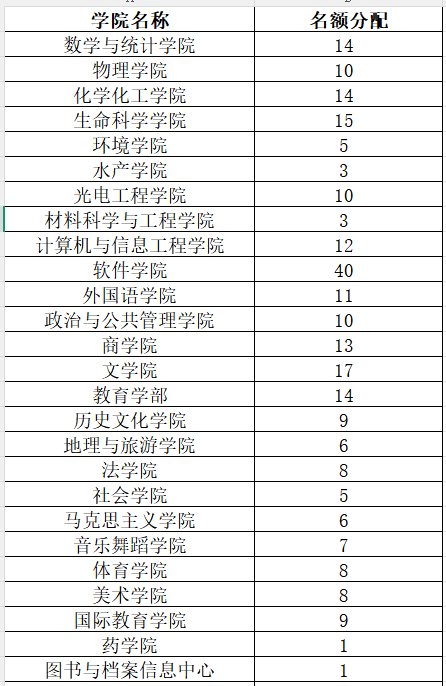 学院名称 名额分配
数学与统计学院 14
物理学院 10
化学化工学院 14
生命科学学院 15
环境学院 5
水产学院 3
光电工程学院 10
材料科学与工程学院 3
计算机与信息工程学院 12
软件学院 40
外国语学院 11
政治与公共管理学院 10
商学院 13
文学院 17
教育学部 14
历史文化学院 9
地理与旅游学院 6
法学院 8
社会学院 5
马克思主义学院 6
音乐舞蹈学院 7
体育学院 8
美术学院 8
国际教育学院 9
药学院 1
图书与档案信息中心 1